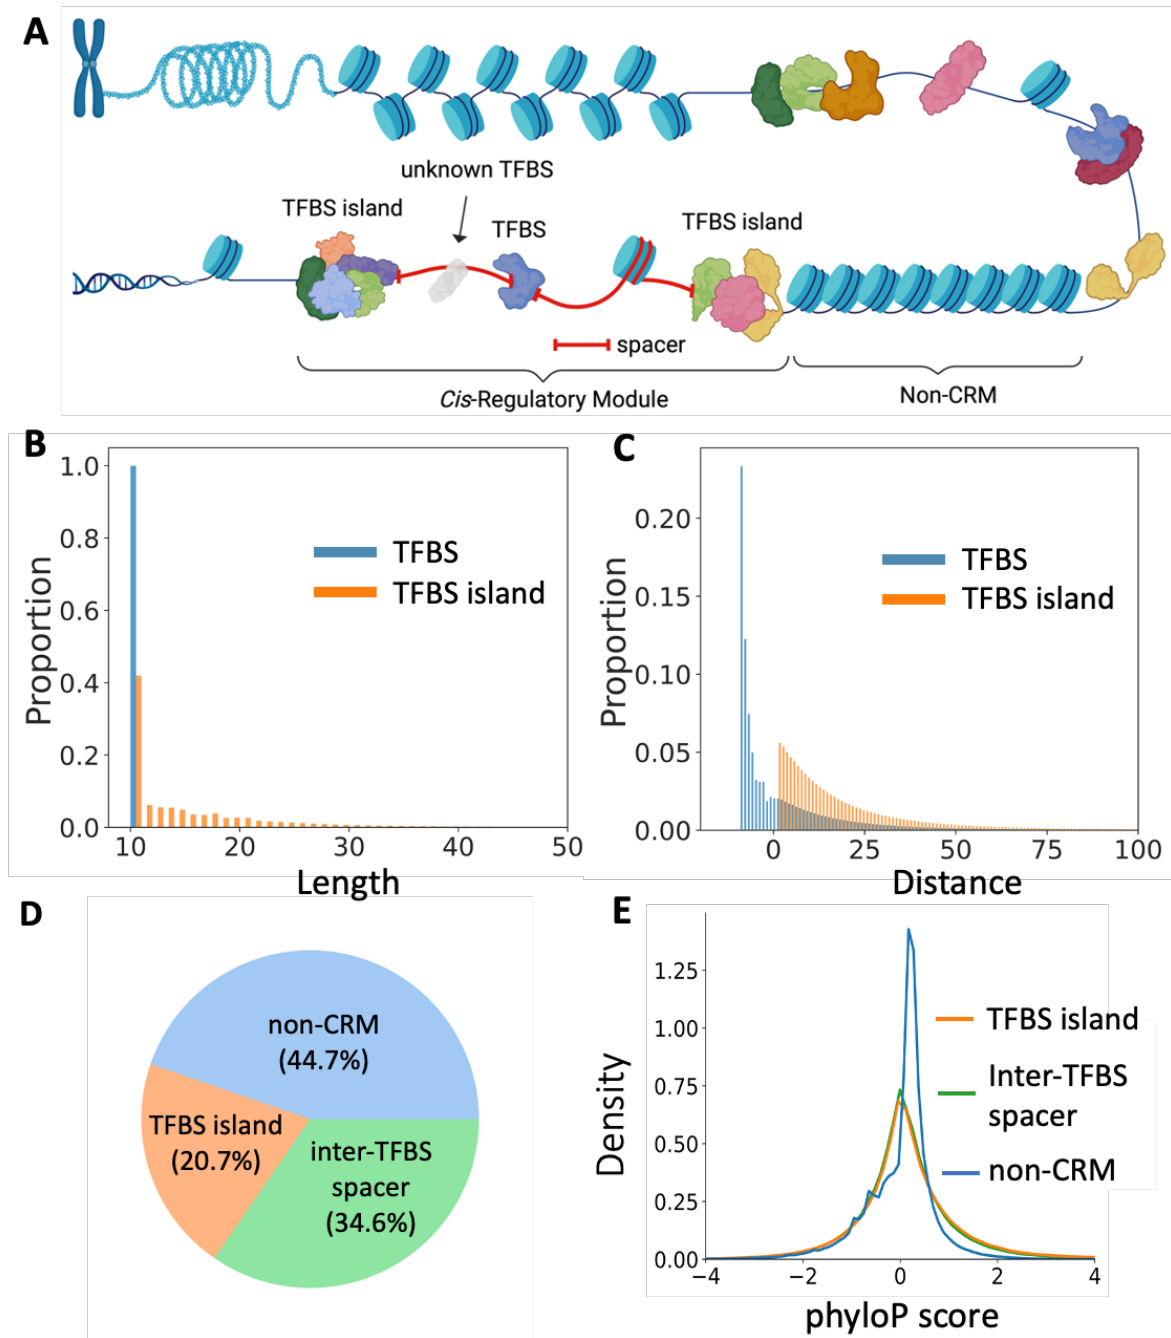 A
unknown TFBS
TFBS island
TFBS
TFBS island
spacer
Cis-Regulatory Module
Non-CRM
B
1.0
0.8
0.6
0.4
0.2
0.0
10 20 30 40 50
Proportion
Length
TFBS
TFBS island
C
0.20
0.15
0.10
0.05
0.00
0 25 50 75 100
Proportion
Distance
TFBS
TFBS island
D
non-CRM
(44.7%)
TFBS island
(20.7%)
inter-TFBS
spacer
(34.6%)
E
1.25
1.00
0.75
0.50
0.25
0.00
−4 −2 0 2 4
Density
phyloP score
TFBS island
Inter-TFBS
spacer
non-CRM